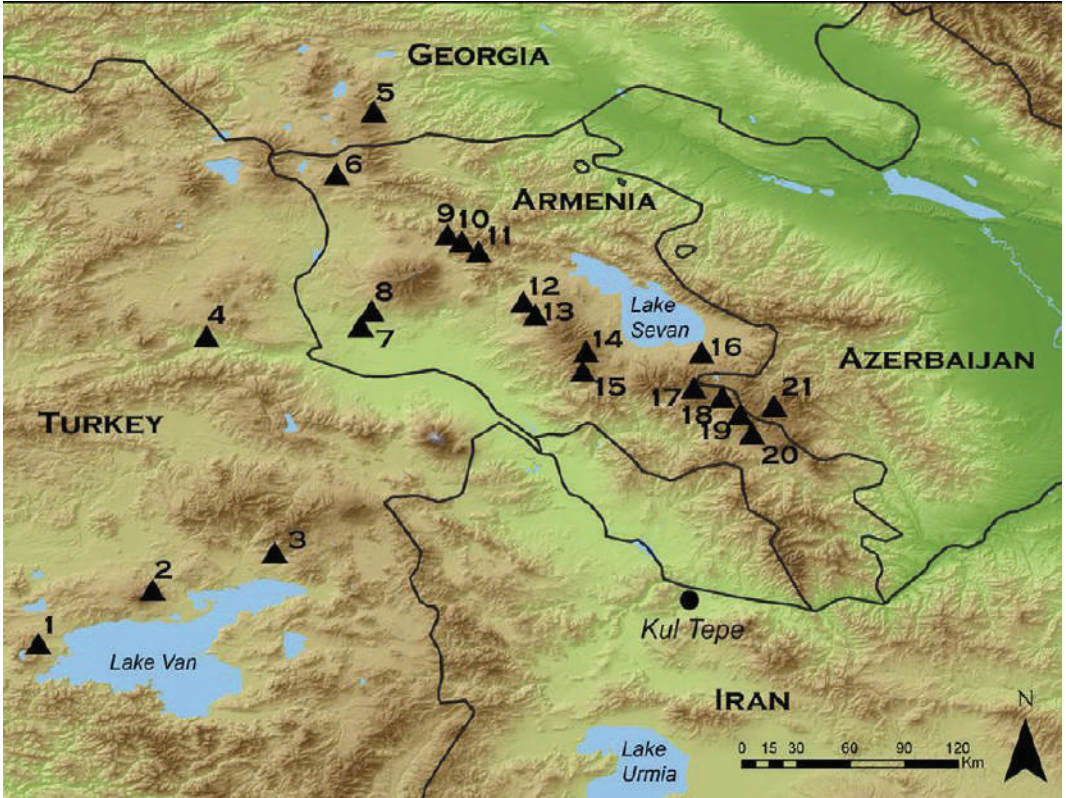 GEORGIA
5
6
ARMENIA
9 10
11
8
7
12
13
Lake
Sevan
4
14
15
16
AZERBAIJAN
17
18
19
20
21
TURKEY
3
2
1
Lake Van
Kul Tepe
IRAN
N
Lake
Urmia
0 15 30 60 90 120
Km